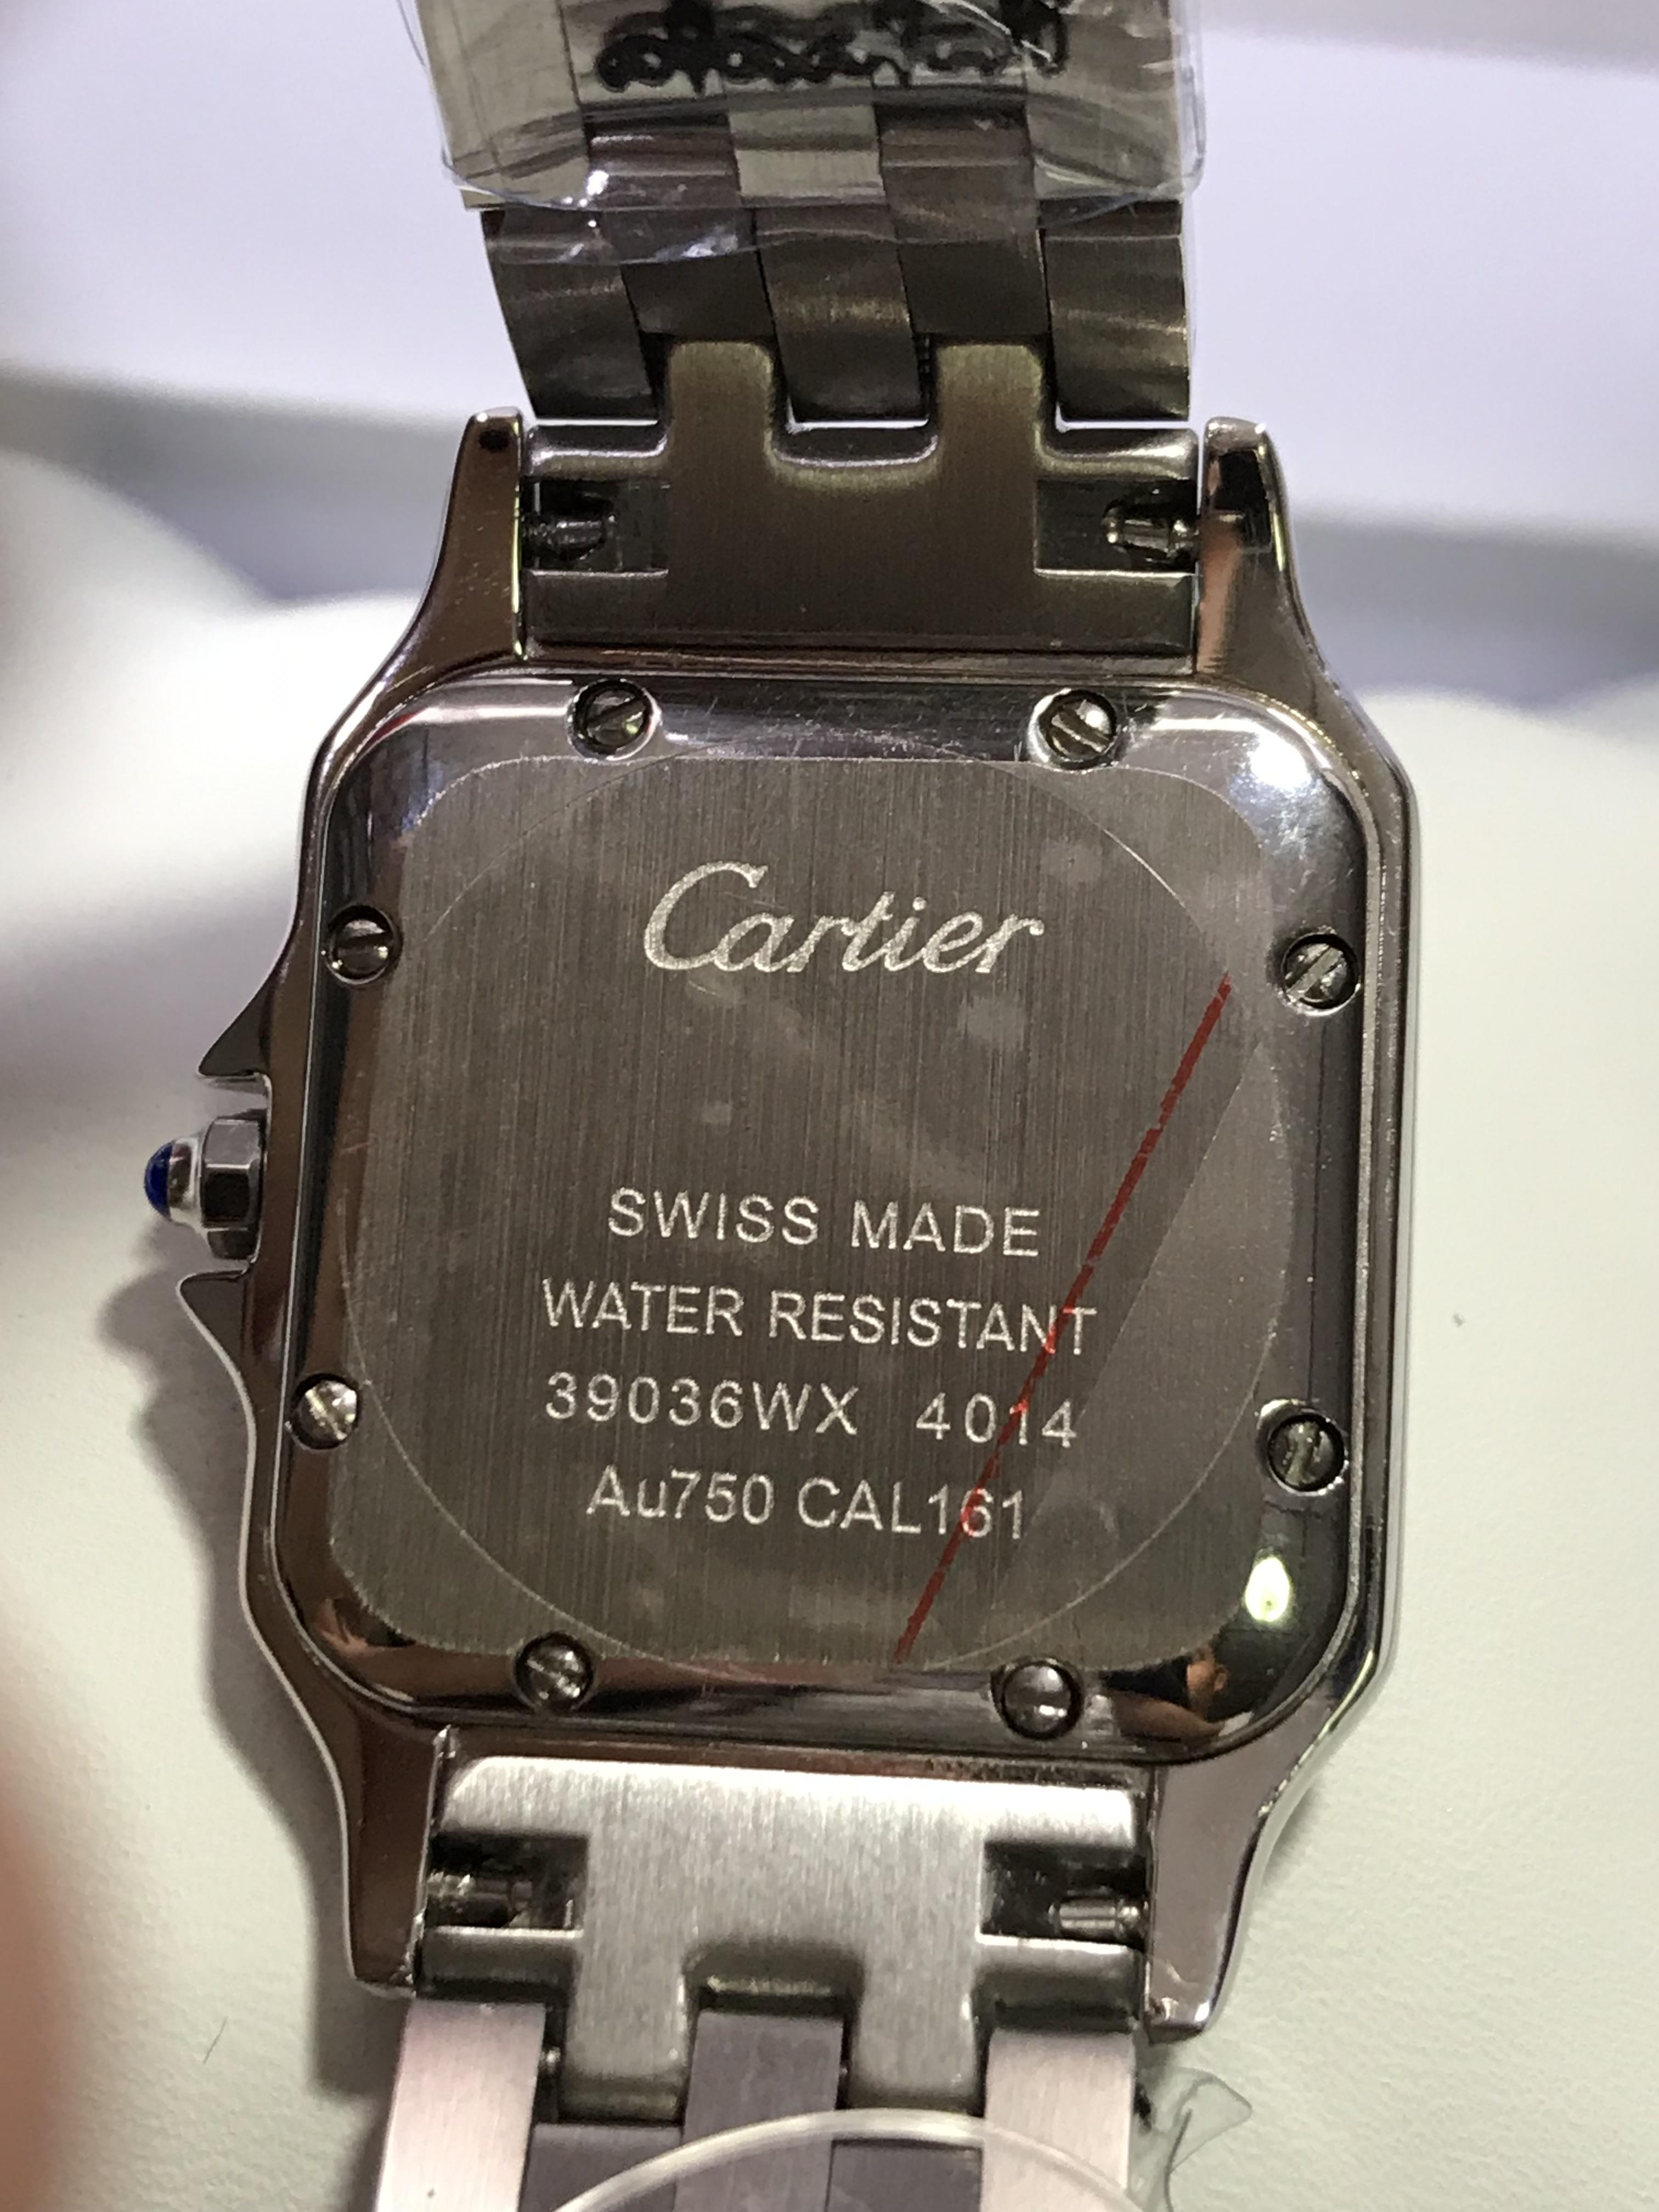 Cartier
SWISS MADE
WATER RESISTANT
39036WX 4014
Au750 CAL161